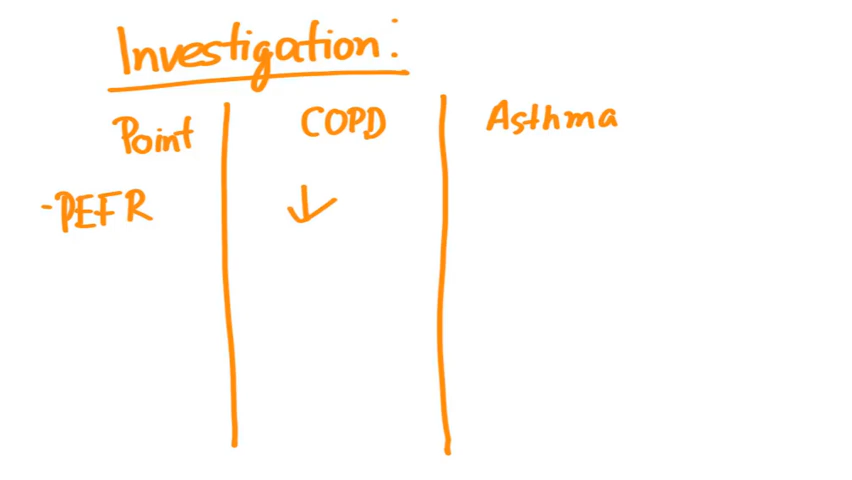 Investigation:
Point COPD Asthma
-PEFR ↓